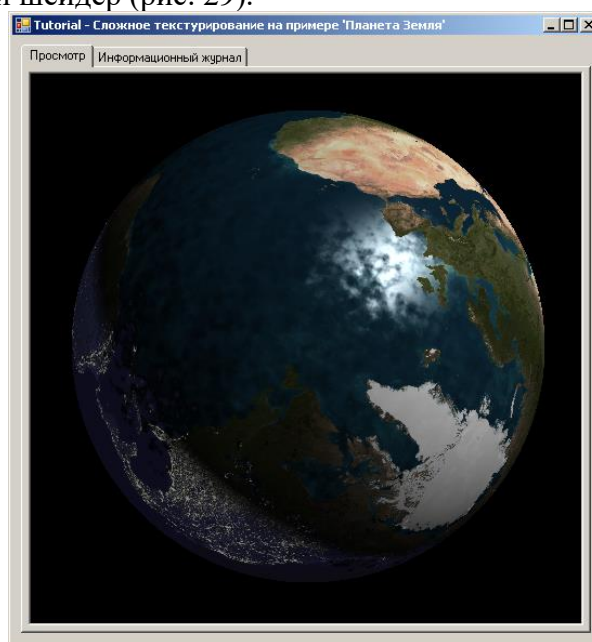 й шейдер (рис. 29).
Tutorial - Сложное текстурирование на примере 'Планета Земля'
Просмотр
Информационный журнал